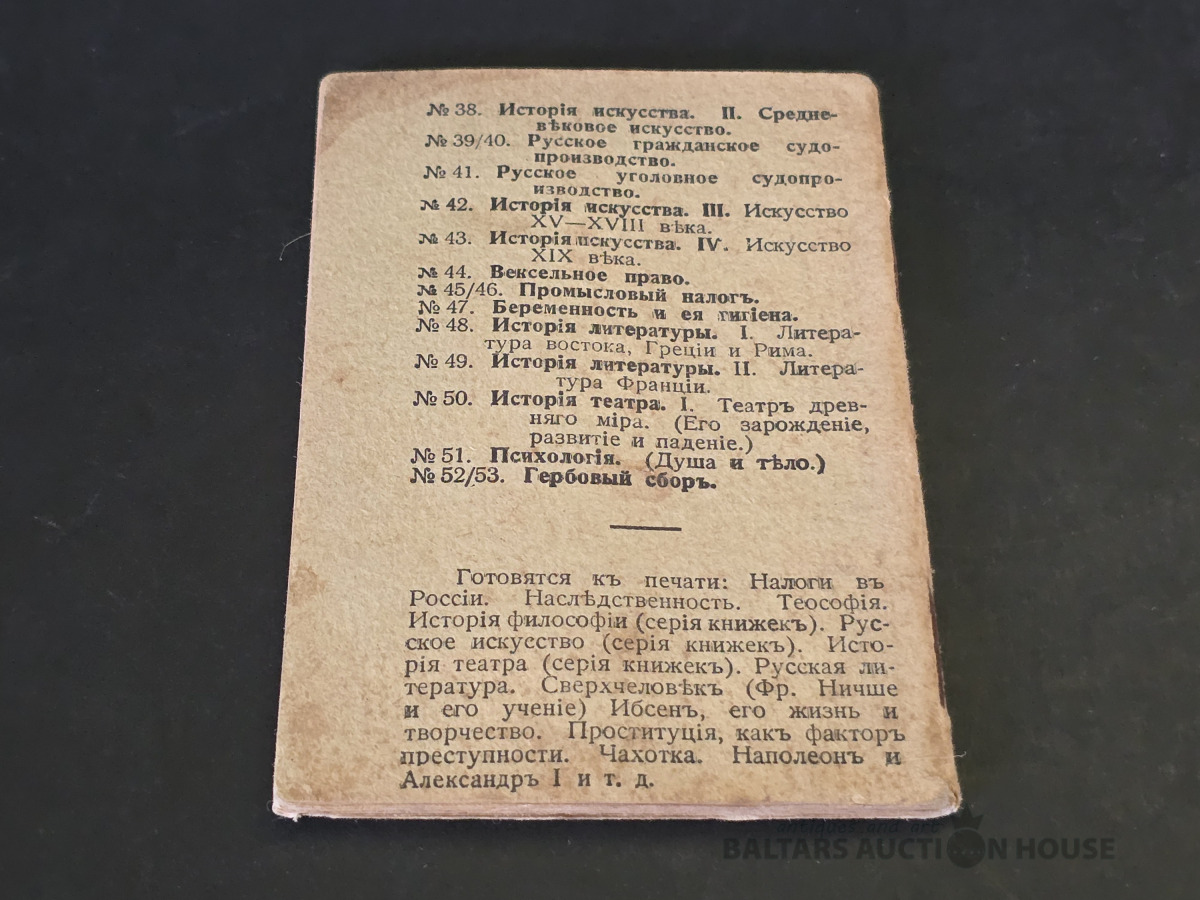 № 38. Исторія искусства. II. Средне-
вѣковое искусство.
№ 39/40. Русское гражданское судо-
производство.
№ 41. Русское уголовное судопро-
изводство.
№ 42. Исторія искусства. III. Искусство
XV—XVIII вѣка.
№ 43. Исторія искусства. IV. Искусство
XIX вѣка.
№ 44. Вексельное право.
№ 45/46. Промысловый налогъ.
№ 47. Беременность и ея гигіена.
№ 48. Исторія литературы. I. Литера-
тура востока, Греціи и Рима.
№ 49. Исторія литературы. II. Литера-
тура Франціи.
№ 50. Исторія театра. I. Театръ древ-
няго міра. (Его зарожденіе,
развитіе и паденіе.)
№ 51. Психологія. (Душа и тѣло.)
№ 52/53. Гербовый сборъ.
Готовятся къ печати: Налоги въ
Россіи. Наслѣдственность. Теософія.
Исторія философіи (серія книжекъ). Рус-
ское искусство (серія книжекъ). Исто-
рія театра (серія книжекъ). Русская ли-
тература. Сверхчеловѣкъ (Фр. Ничше
и его ученіе) Ибсенъ, его жизнь и
творчество. Проституція, какъ факторъ
преступности. Чахотка. Наполеонъ и
Александръ I и т. д.
antiques and art
BALTARS AUCTION HOUSE